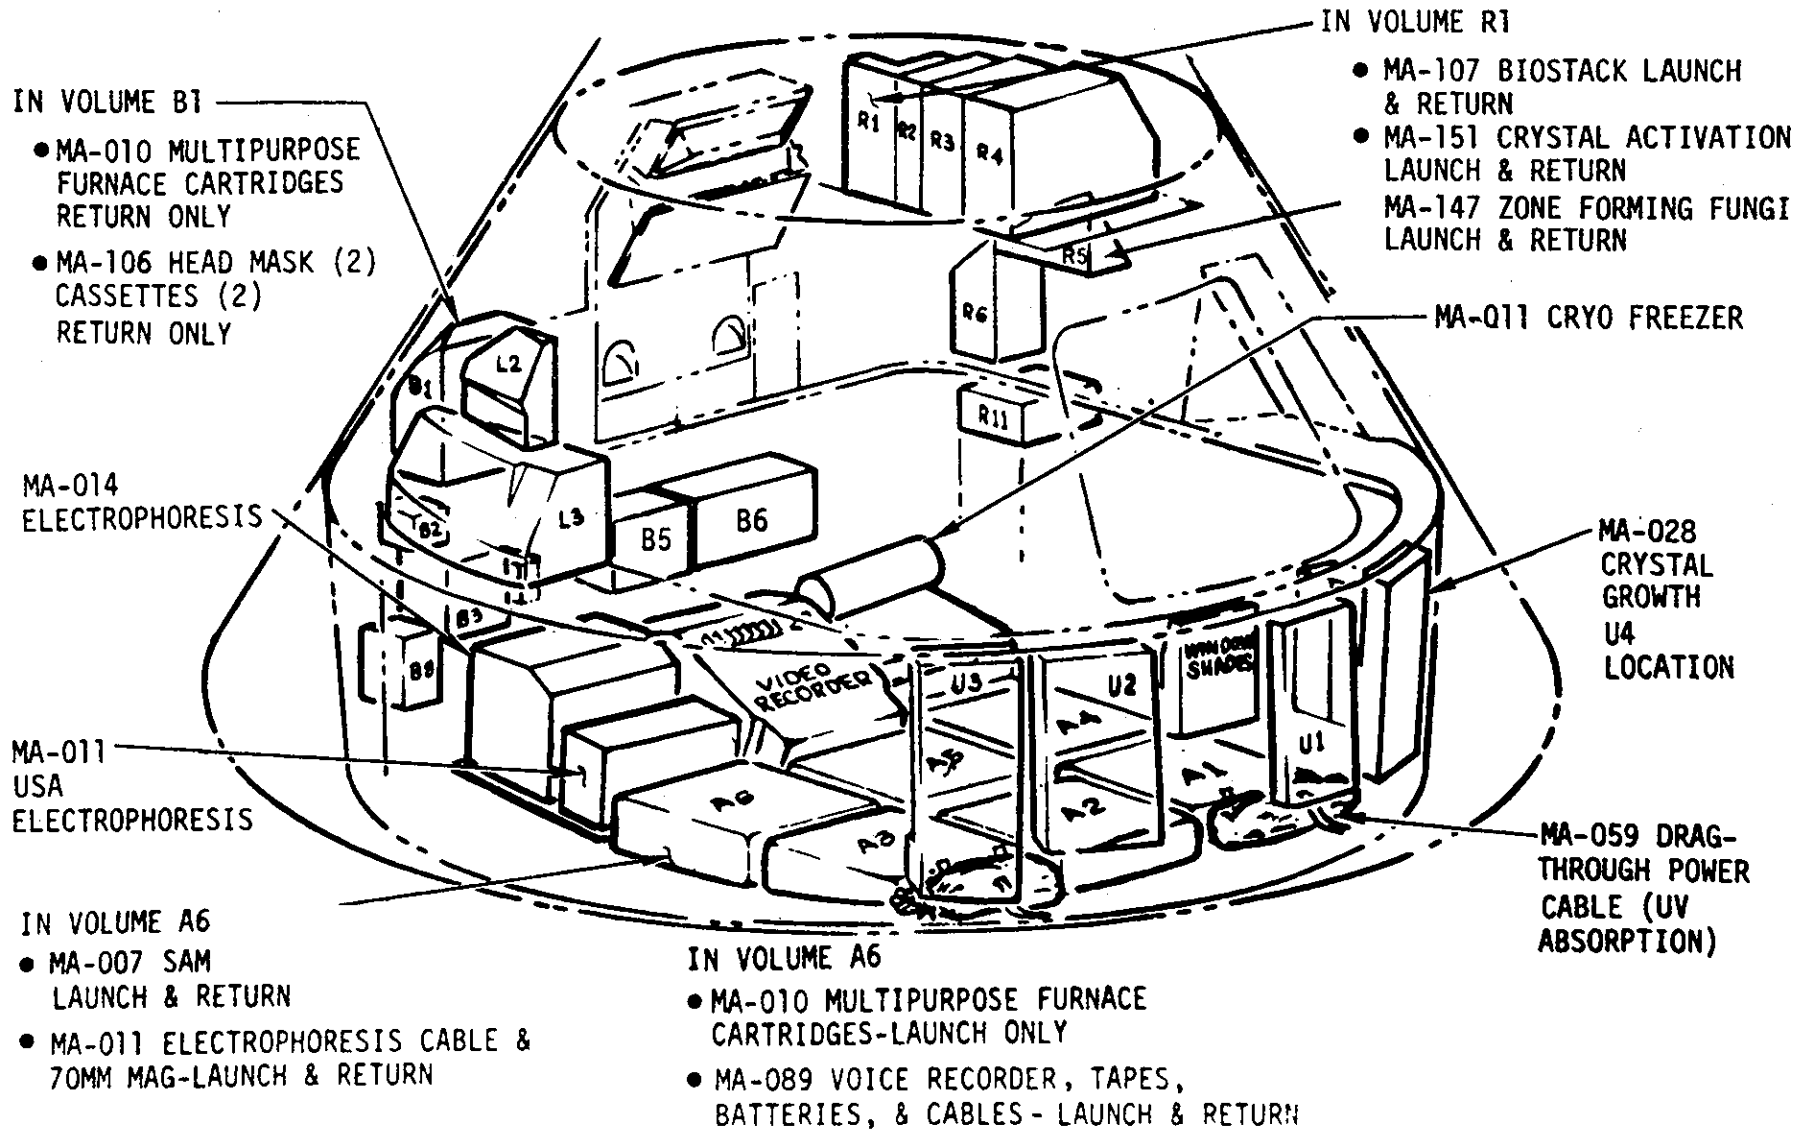 IN VOLUME R1
● MA-107 BIOSTACK LAUNCH
& RETURN
● MA-151 CRYSTAL ACTIVATION
LAUNCH & RETURN
MA-147 ZONE FORMING FUNGI
LAUNCH & RETURN
IN VOLUME B1
● MA-010 MULTIPURPOSE
FURNACE CARTRIDGES
RETURN ONLY
● MA-106 HEAD MASK (2)
CASSETTES (2)
RETURN ONLY
MA-011 CRYO FREEZER
R1
R2
R3
R4
R5
R6
R11
B1
L2
L3
B2
B5
B6
B3
B8
MA-014
ELECTROPHORESIS
MA-028
CRYSTAL
GROWTH
U4
LOCATION
VIDEO
RECORDER
U3
U2
WINDOW
SHADES
U1
A4
A5
A1
A2
A6
A3
MA-011
USA
ELECTROPHORESIS
MA-059 DRAG-
THROUGH POWER
CABLE (UV
ABSORPTION)
IN VOLUME A6
● MA-007 SAM
LAUNCH & RETURN
● MA-011 ELECTROPHORESIS CABLE &
70MM MAG-LAUNCH & RETURN
IN VOLUME A6
● MA-010 MULTIPURPOSE FURNACE
CARTRIDGES-LAUNCH ONLY
● MA-089 VOICE RECORDER, TAPES,
BATTERIES, & CABLES - LAUNCH & RETURN